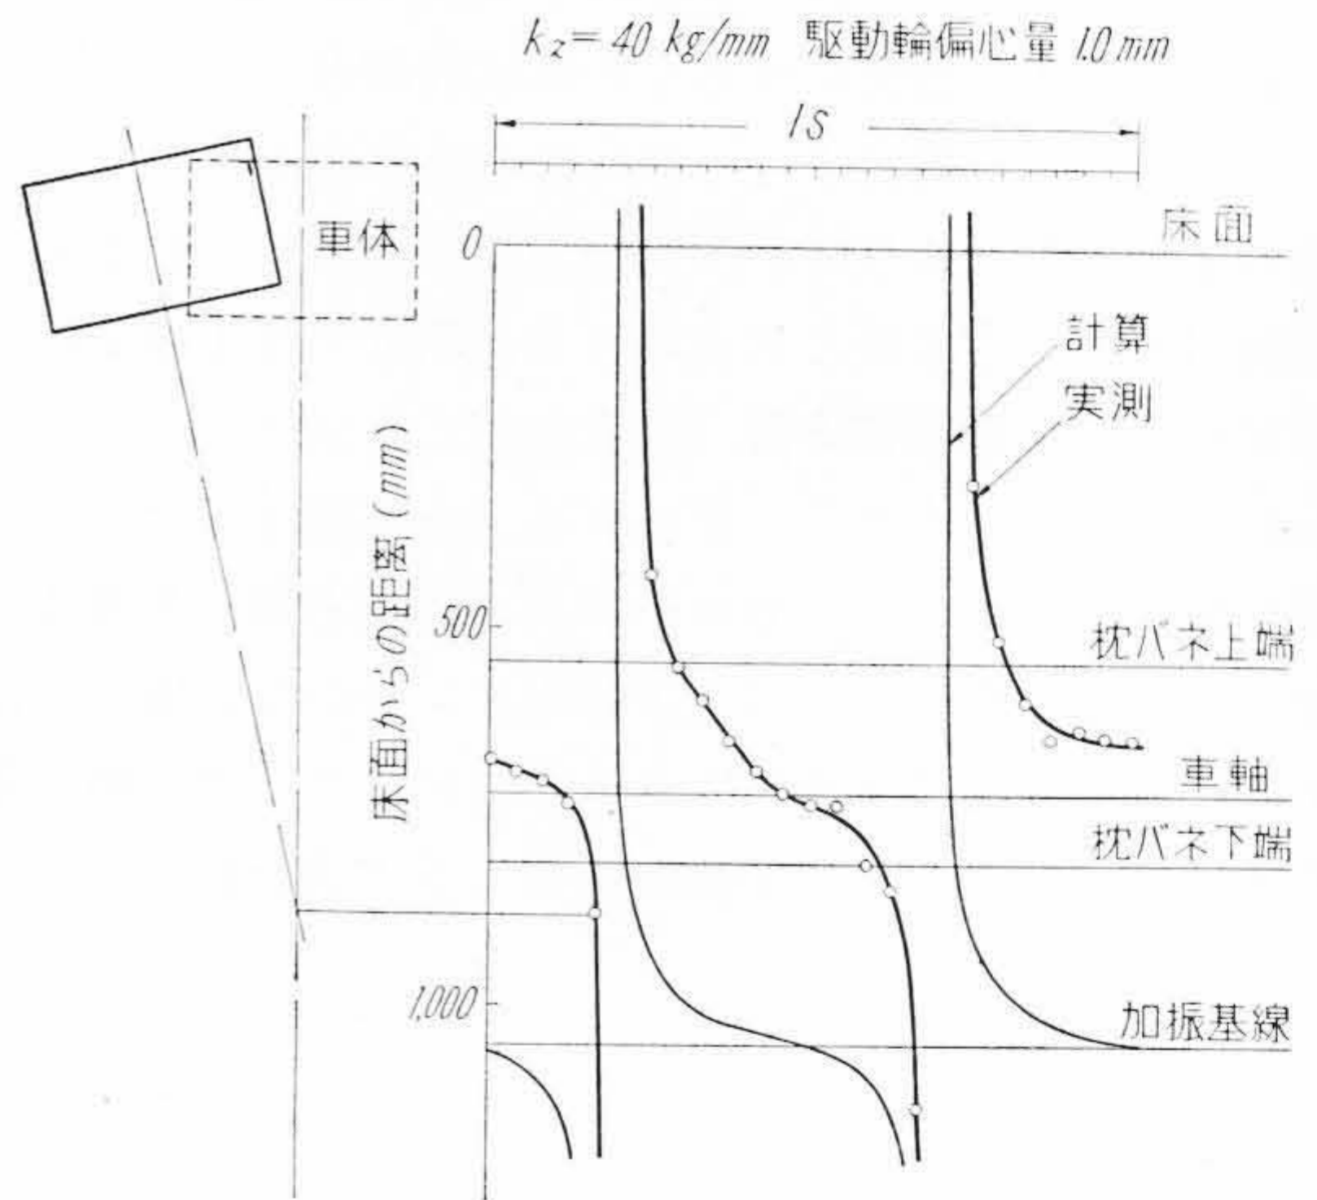 kz= 40 kg/mm 駆動輪偏心量 1.0 mm
1S
床面
車体
0
計算
実測
床面からの距離 (mm)
500
枕バネ上端
車軸
枕バネ下端
1,000
加振基線